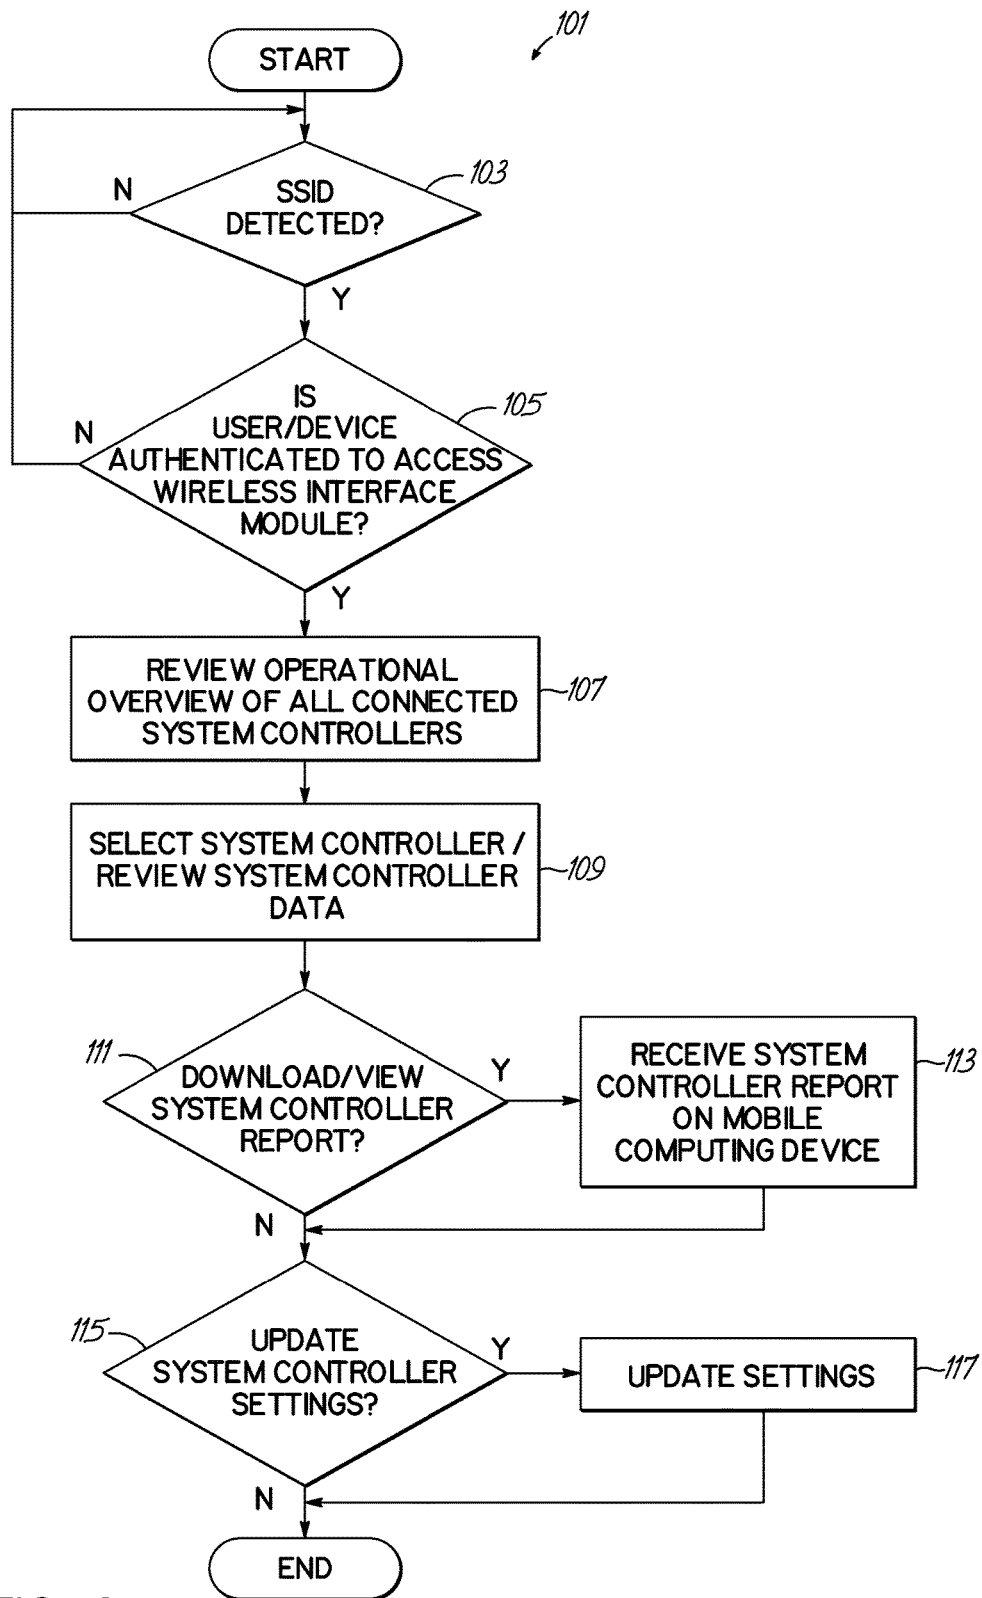 101
START
N
SSID
DETECTED?
103
Y
IS
USER/DEVICE
AUTHENTICATED TO ACCESS
WIRELESS INTERFACE
MODULE?
105
N
Y
REVIEW OPERATIONAL
OVERVIEW OF ALL CONNECTED
SYSTEM CONTROLLERS
107
SELECT SYSTEM CONTROLLER /
REVIEW SYSTEM CONTROLLER
DATA
109
111
DOWNLOAD/VIEW
SYSTEM CONTROLLER
REPORT?
Y
RECEIVE SYSTEM
CONTROLLER REPORT
ON MOBILE
COMPUTING DEVICE
113
N
115
UPDATE
SYSTEM CONTROLLER
SETTINGS?
Y
UPDATE SETTINGS
117
N
END